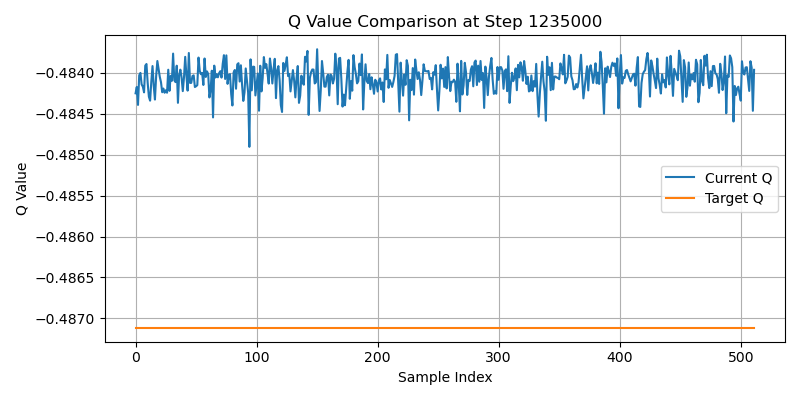 Q Value Comparison at Step 1235000
Q Value
−0.4840
−0.4845
−0.4850
−0.4855
−0.4860
−0.4865
−0.4870
Current Q
Target Q
0 100 200 300 400 500
Sample Index